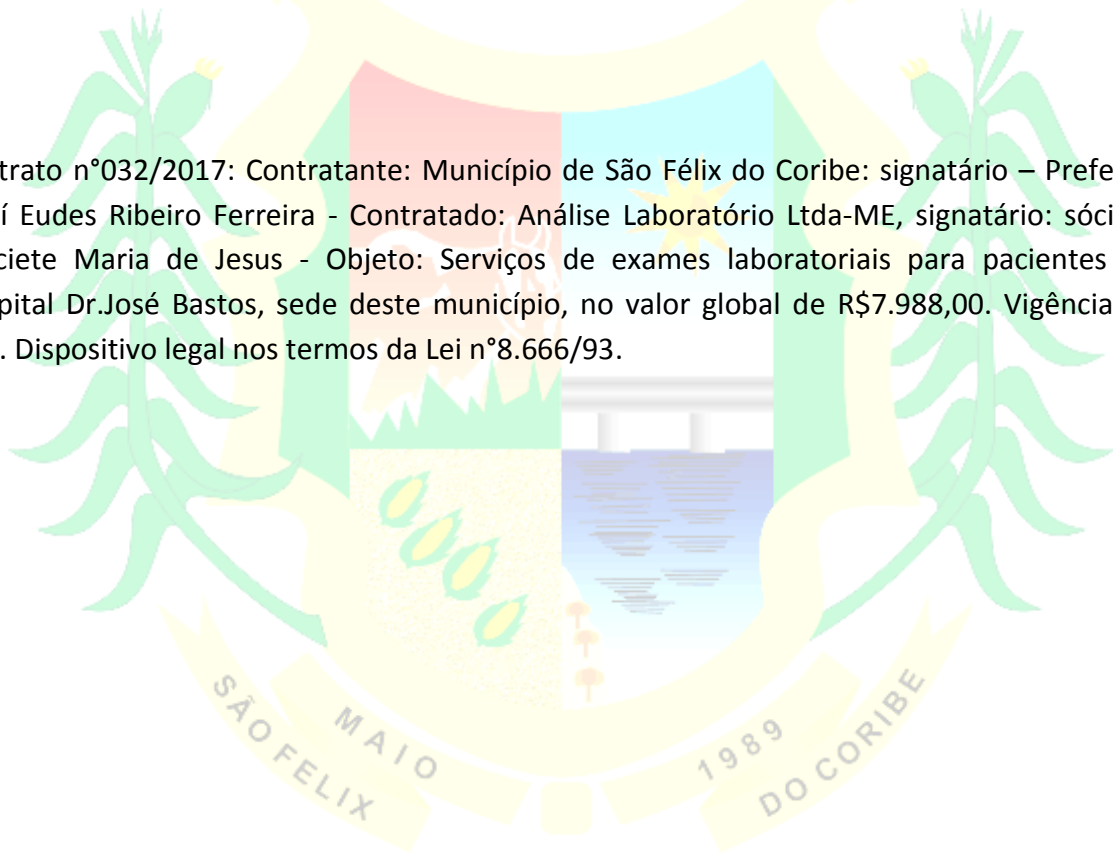 trato n°032/2017: Contratante: Município de São Félix do Coribe: signatário – Prefe
í Eudes Ribeiro Ferreira - Contratado: Análise Laboratório Ltda-ME, signatário: sóci
ciete Maria de Jesus - Objeto: Serviços de exames laboratoriais para pacientes
pital Dr.José Bastos, sede deste município, no valor global de R$7.988,00. Vigência
. Dispositivo legal nos termos da Lei n°8.666/93.
SÃO FELIX
MAIO
1989
DO CORIBE